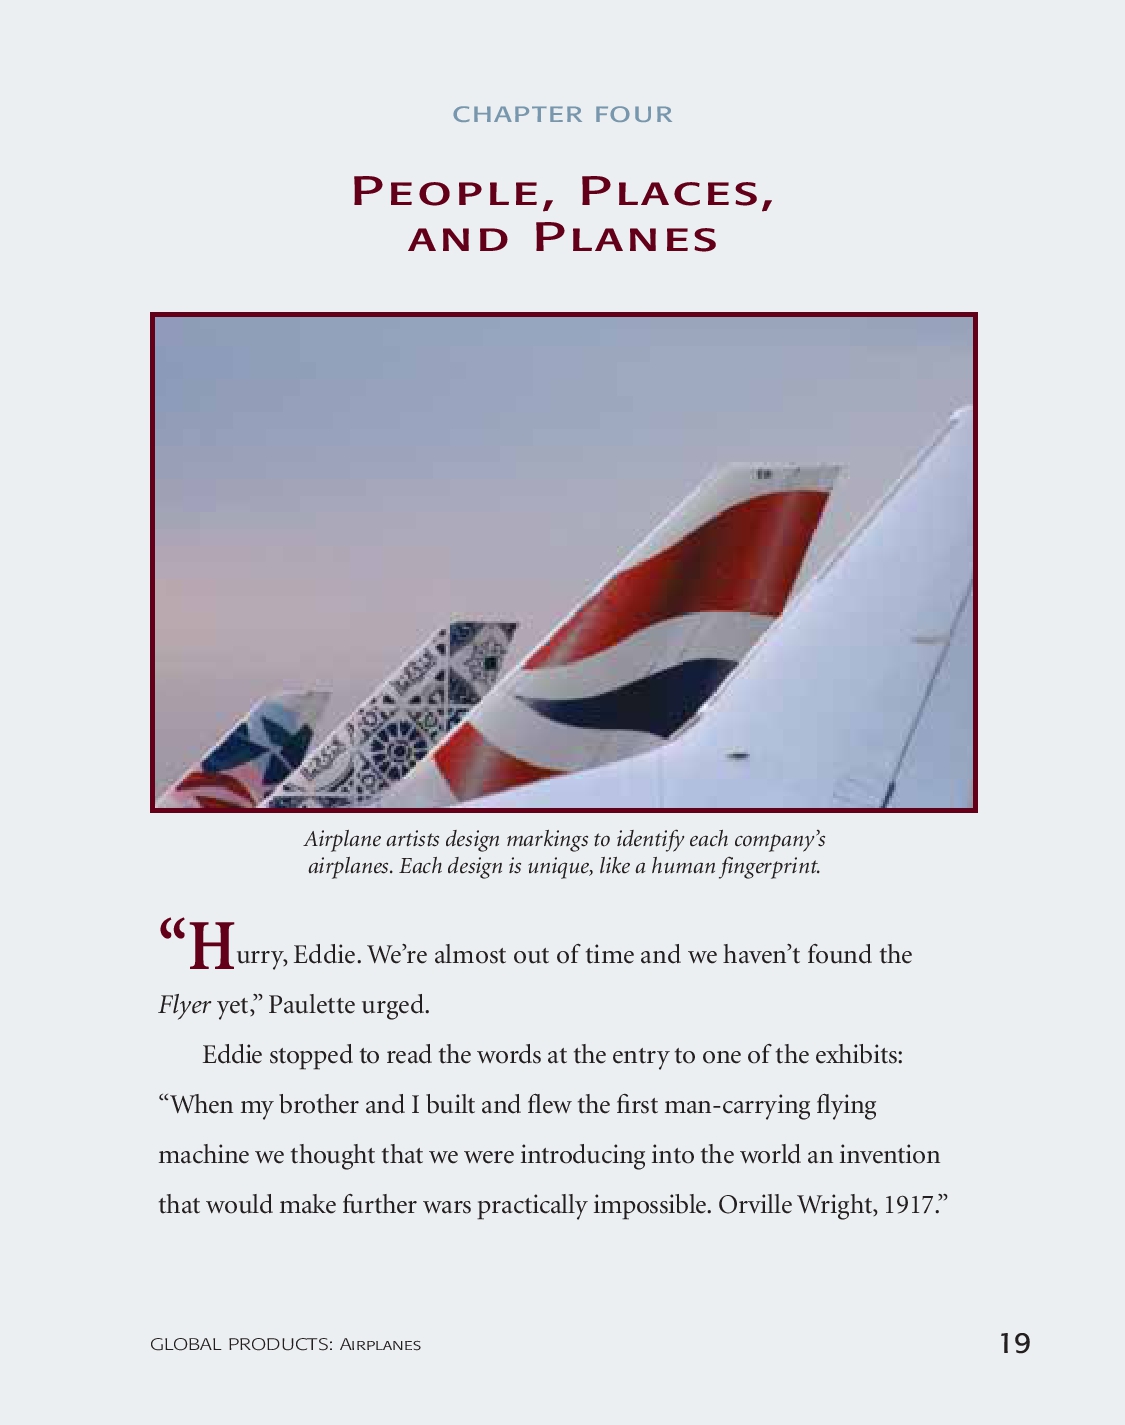 CHAPTER FOUR
PEOPLE, PLACES,
AND PLANES
Airplane artists design markings to identify each company’s
airplanes. Each design is unique, like a human fingerprint.
“Hurry, Eddie. We’re almost out of time and we haven’t found the
Flyer yet,” Paulette urged.
Eddie stopped to read the words at the entry to one of the exhibits:
“When my brother and I built and flew the first man-carrying flying
machine we thought that we were introducing into the world an invention
that would make further wars practically impossible. Orville Wright, 1917.”
GLOBAL PRODUCTS: AIRPLANES
19